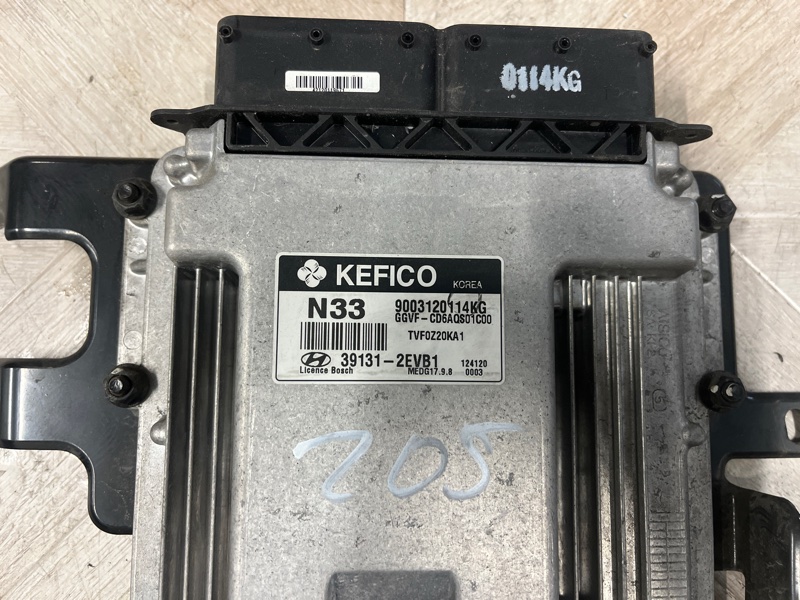 0114KG
KEFICO
KOREA
N33
9003120114KG
GGVF-CD6AQS01C00
TVF0Z20KA1
39131-2EVB1
124120
Licence Bosch
MEDG17.9.8
0003
205